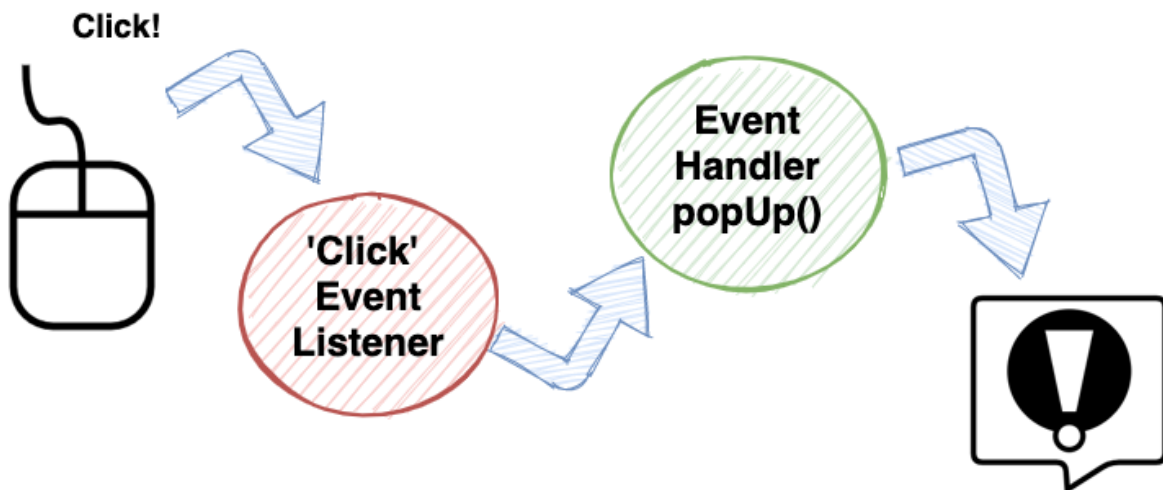 Click!
'Click'
Event
Listener
Event
Handler
popUp()